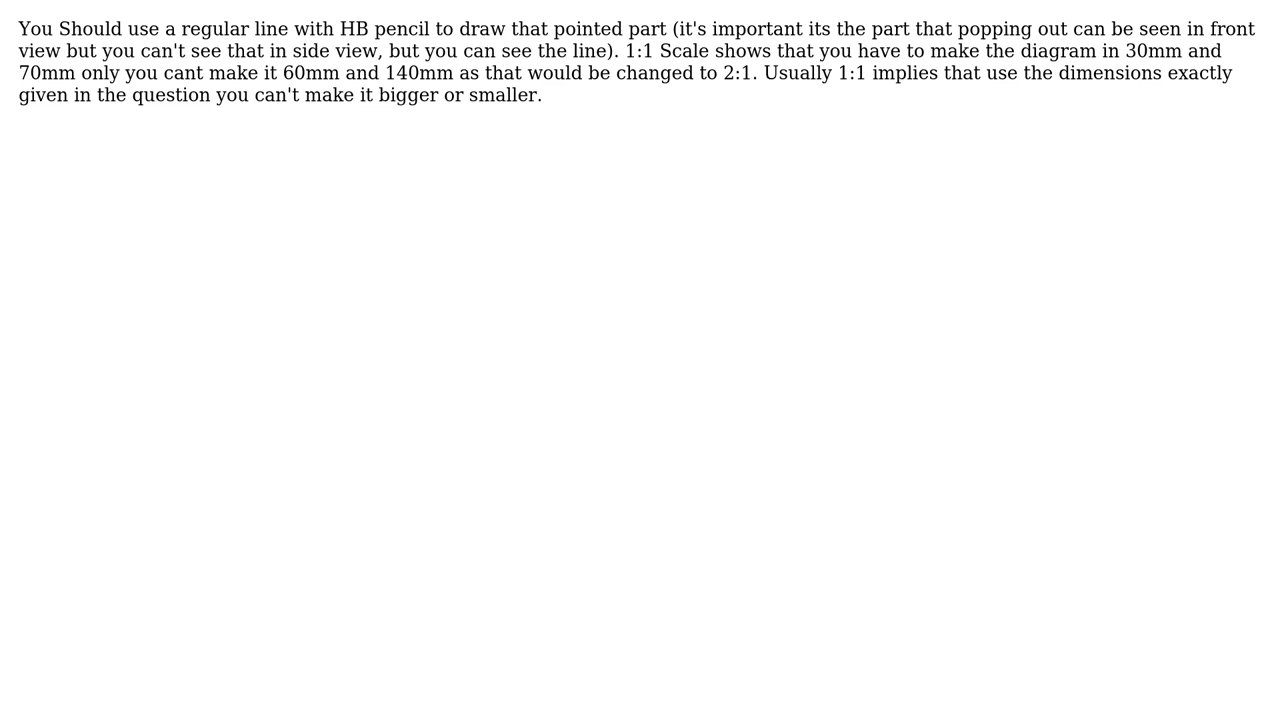 You Should use a regular line with HB pencil to draw that pointed part (it's important its the part that popping out can be seen in front
view but you can't see that in side view, but you can see the line). 1:1 Scale shows that you have to make the diagram in 30mm and
70mm only you cant make it 60mm and 140mm as that would be changed to 2:1. Usually 1:1 implies that use the dimensions exactly
given in the question you can't make it bigger or smaller.